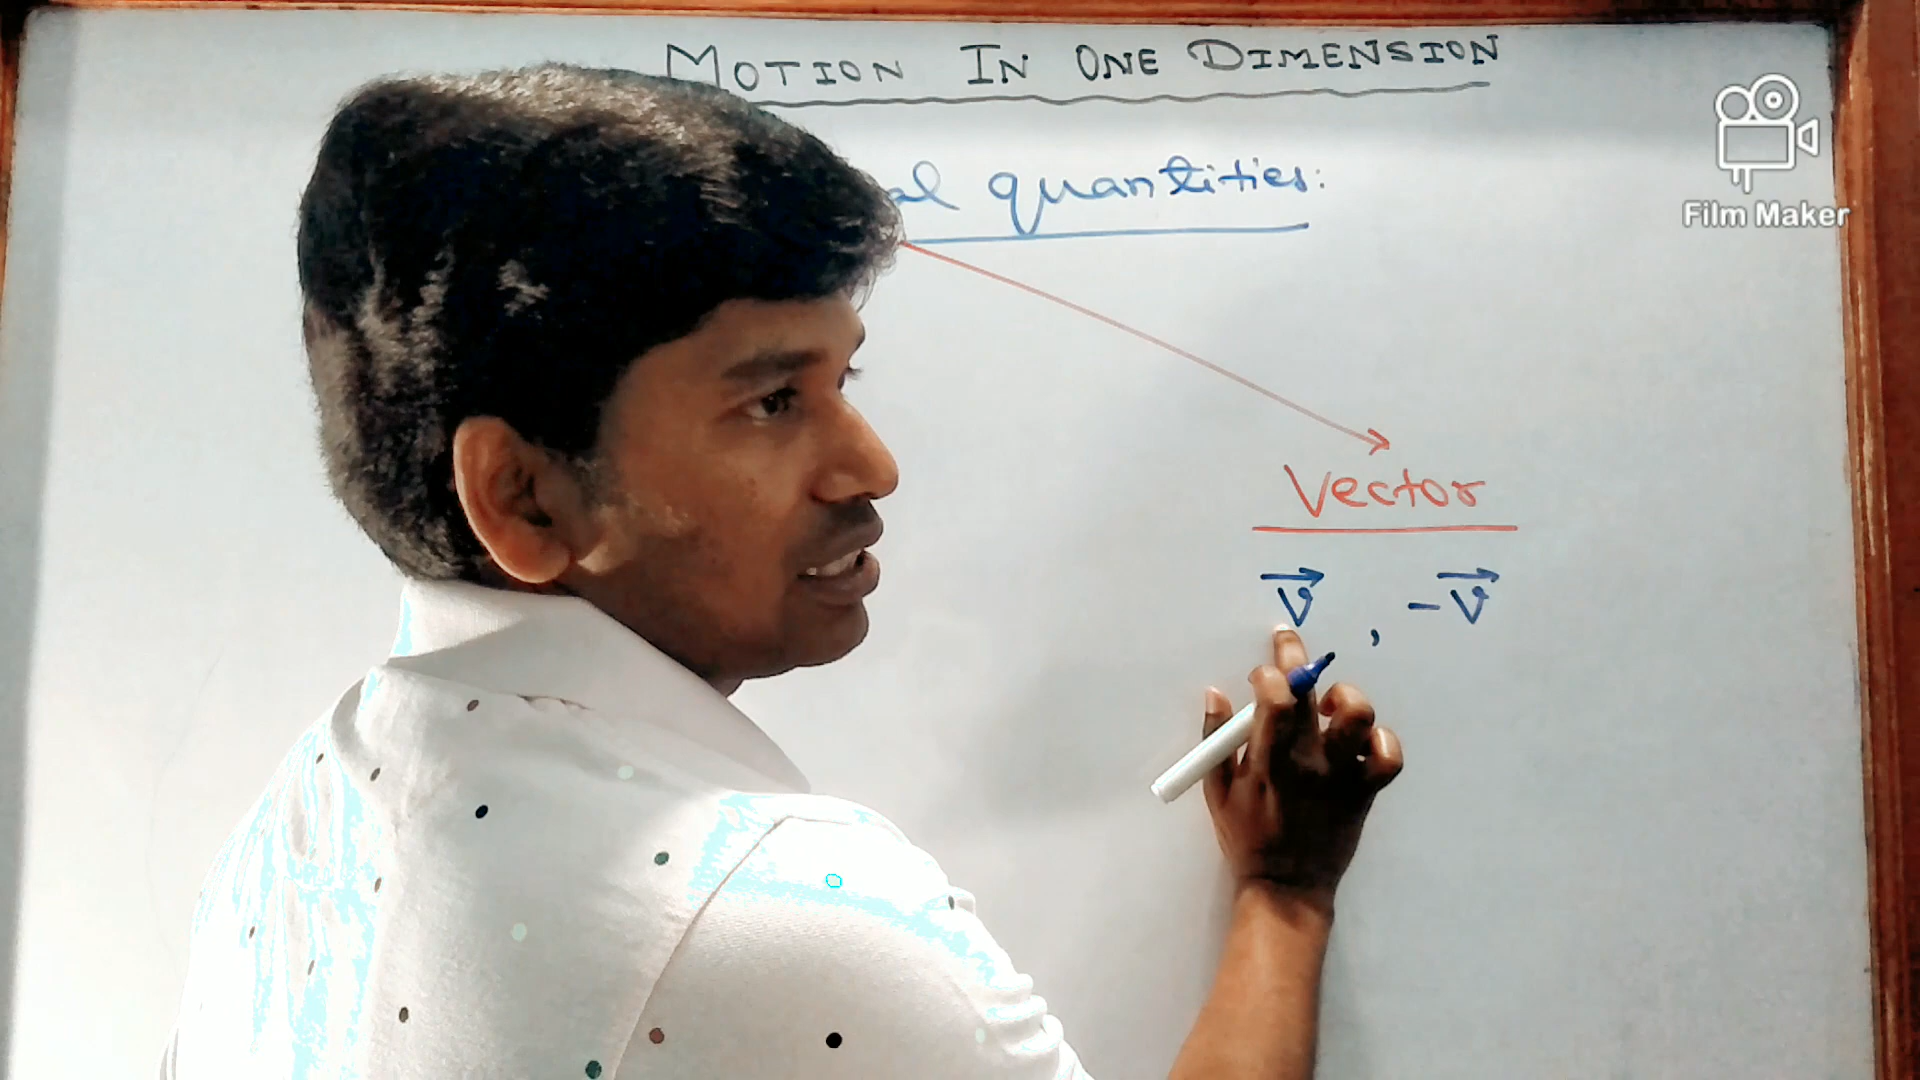 MOTION IN ONE DIMENSION
Film Maker
quantities:
Vector
V⃗ , -V⃗